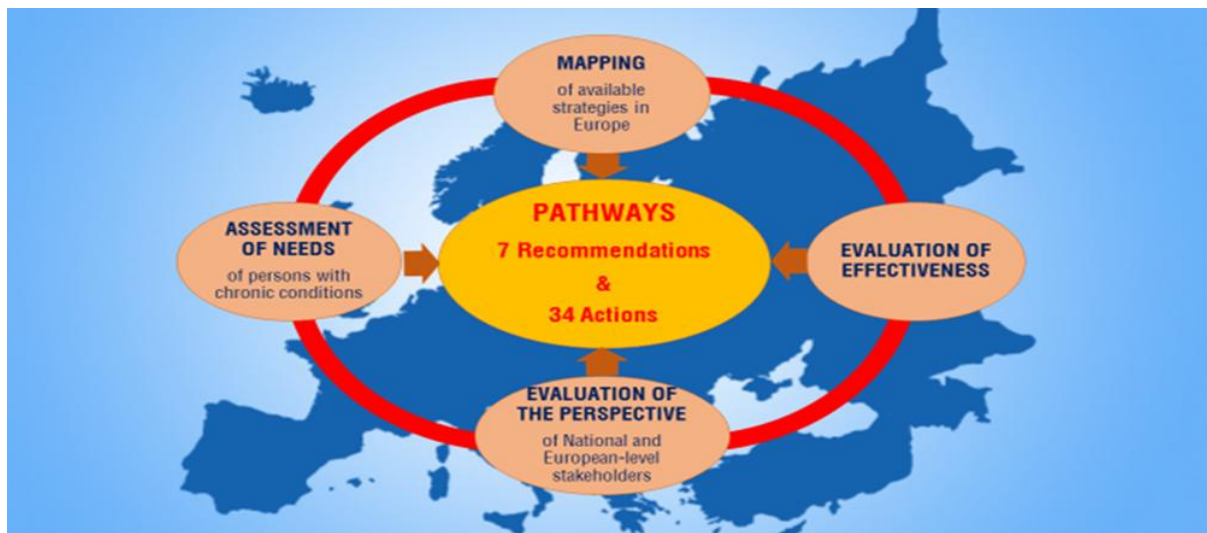 MAPPING
of available
strategies in
Europe
ASSESSMENT
OF NEEDS
of persons with
chronic conditions
PATHWAYS
7 Recommendations
&
34 Actions
EVALUATION OF
EFFECTIVENESS
EVALUATION OF
THE PERSPECTIVE
of National and
European-level
stakeholders